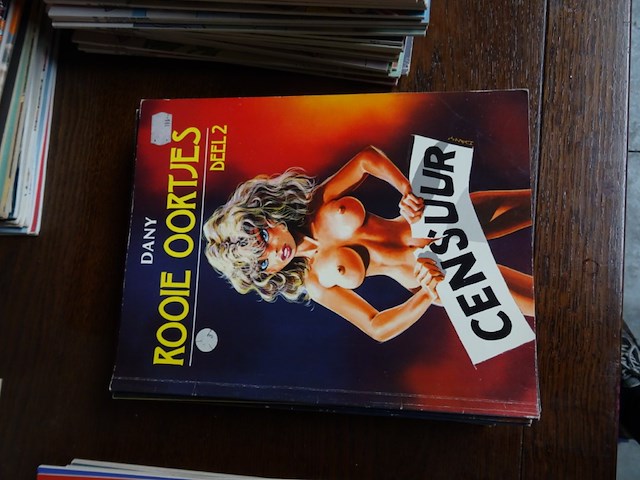 DANY
ROOIE OORTJES
DEEL 2
CENSUUR